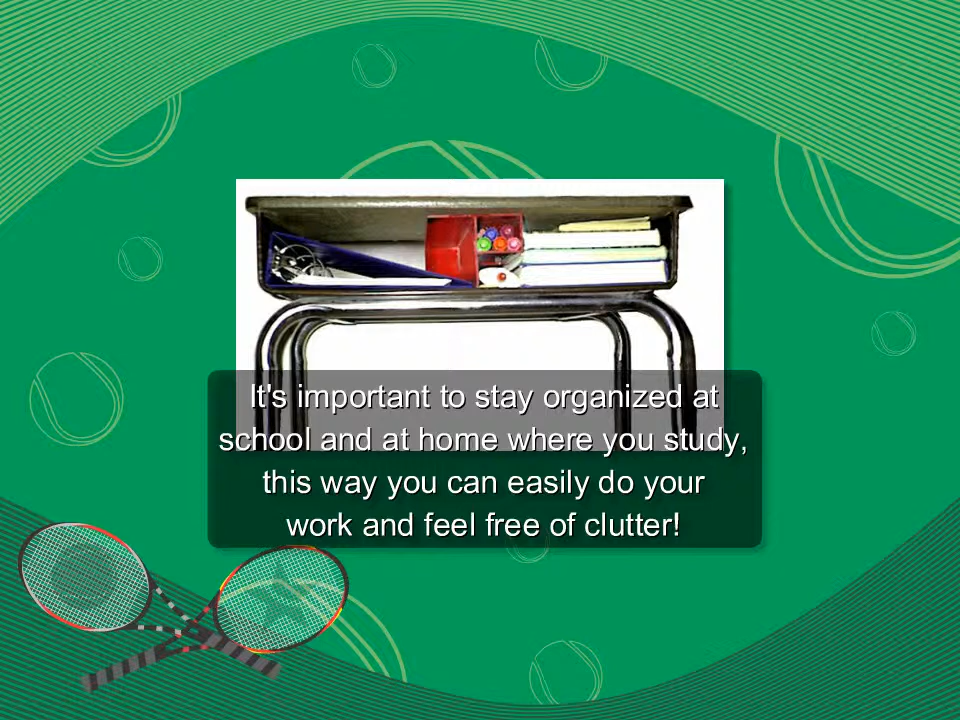 It's important to stay organized at
school and at home where you study,
this way you can easily do your
work and feel free of clutter!